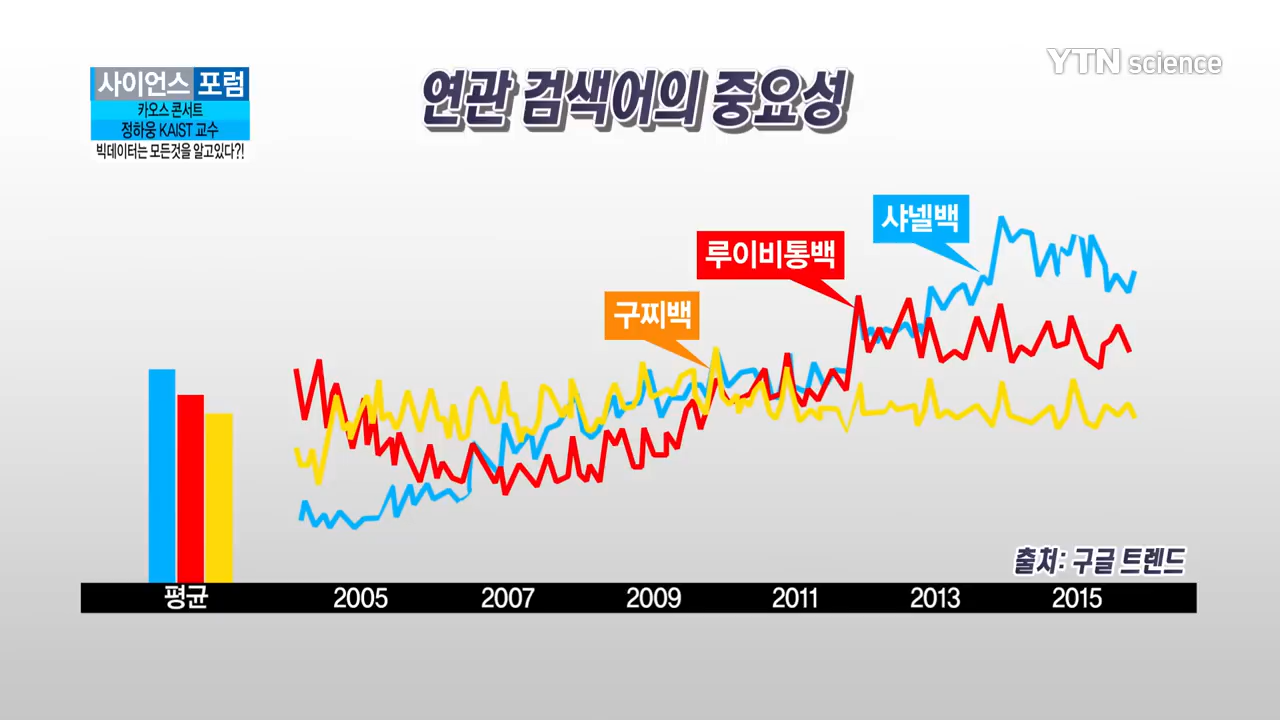 YTN science
사이언스 포럼
카오스 콘서트
정하웅 KAIST 교수
빅데이터는 모든것을 알고있다?!
연관 검색어의 중요성
샤넬백
루이비통백
구찌백
출처: 구글 트렌드
평균 2005 2007 2009 2011 2013 2015